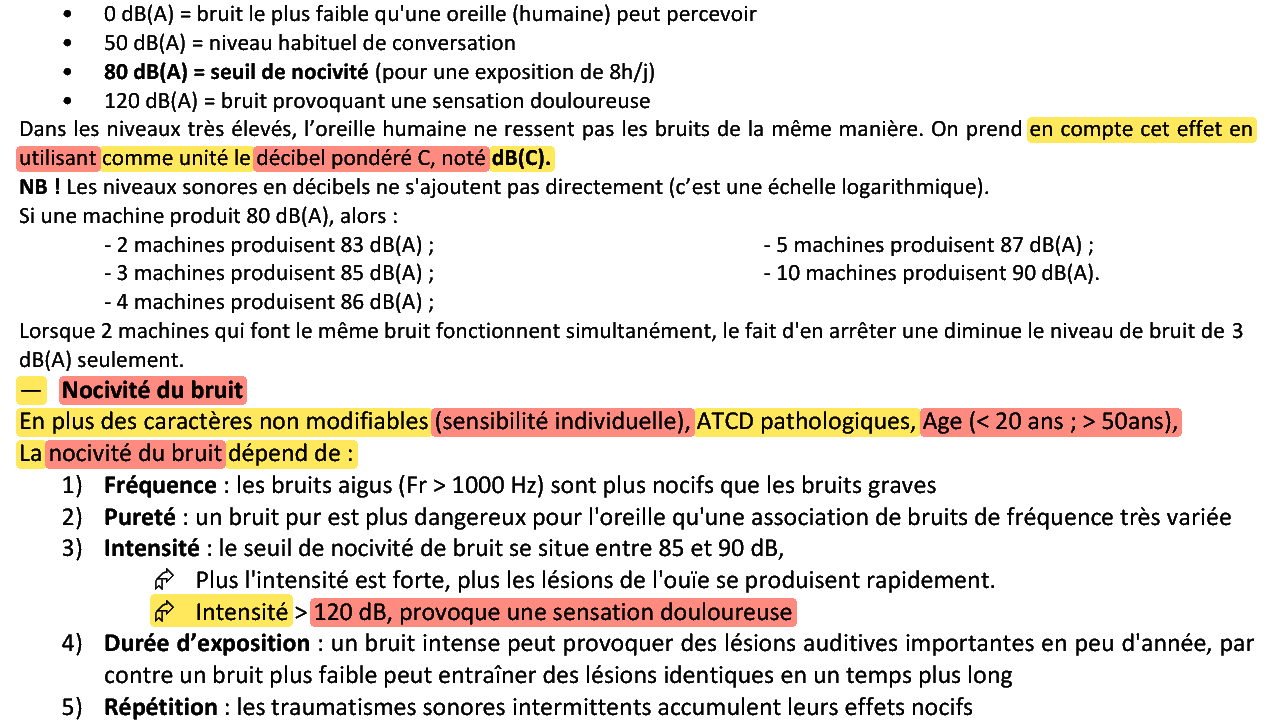 • 0 dB(A) = bruit le plus faible qu'une oreille (humaine) peut percevoir
• 50 dB(A) = niveau habituel de conversation
• 80 dB(A) = seuil de nocivité (pour une exposition de 8h/j)
• 120 dB(A) = bruit provoquant une sensation douloureuse
Dans les niveaux très élevés, l’oreille humaine ne ressent pas les bruits de la même manière. On prend en compte cet effet en
utilisant comme unité le décibel pondéré C, noté dB(C).
NB ! Les niveaux sonores en décibels ne s'ajoutent pas directement (c’est une échelle logarithmique).
Si une machine produit 80 dB(A), alors :
- 2 machines produisent 83 dB(A) ;
- 3 machines produisent 85 dB(A) ;
- 4 machines produisent 86 dB(A) ;
- 5 machines produisent 87 dB(A) ;
- 10 machines produisent 90 dB(A).
Lorsque 2 machines qui font le même bruit fonctionnent simultanément, le fait d'en arrêter une diminue le niveau de bruit de 3
dB(A) seulement.
— Nocivité du bruit
En plus des caractères non modifiables (sensibilité individuelle), ATCD pathologiques, Age (< 20 ans ; > 50ans),
La nocivité du bruit dépend de :
1) Fréquence : les bruits aigus (Fr > 1000 Hz) sont plus nocifs que les bruits graves
2) Pureté : un bruit pur est plus dangereux pour l'oreille qu'une association de bruits de fréquence très variée
3) Intensité : le seuil de nocivité de bruit se situe entre 85 et 90 dB,
Plus l'intensité est forte, plus les lésions de l'ouïe se produisent rapidement.
Intensité > 120 dB, provoque une sensation douloureuse
4) Durée d’exposition : un bruit intense peut provoquer des lésions auditives importantes en peu d'année, par
contre un bruit plus faible peut entraîner des lésions identiques en un temps plus long
5) Répétition : les traumatismes sonores intermittents accumulent leurs effets nocifs